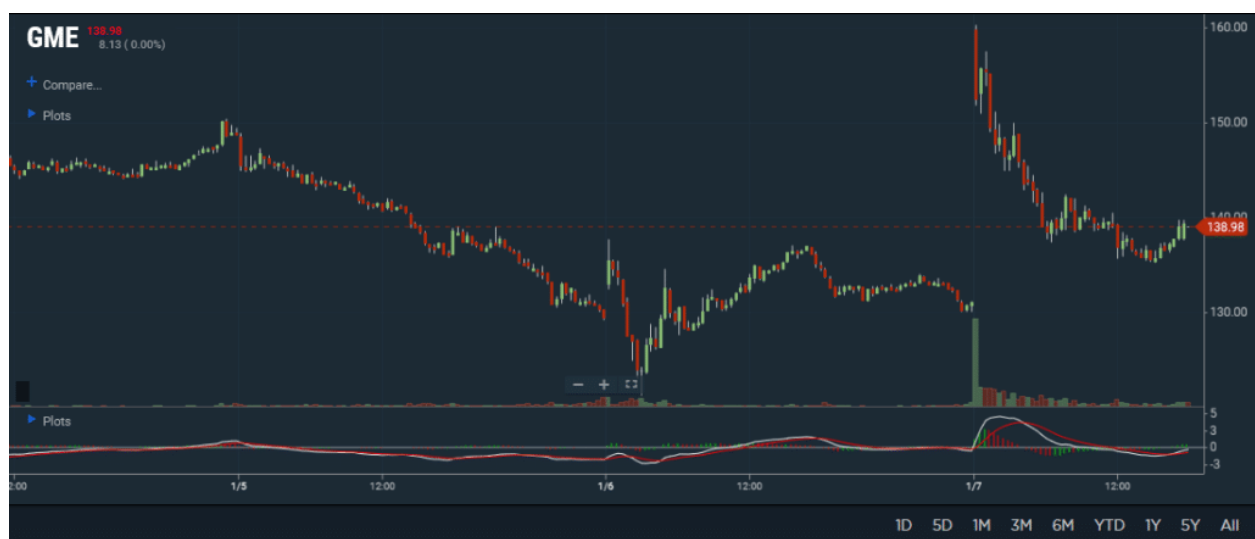 GME 138.98
8.13 ( 0.00%)
+ Compare...
Plots
160.00
150.00
140.00
138.98
130.00
Plots
5
3
0
-3
1/5 12:00 1/6 12:00 1/7 12:00
1D 5D 1M 3M 6M YTD 1Y 5Y All